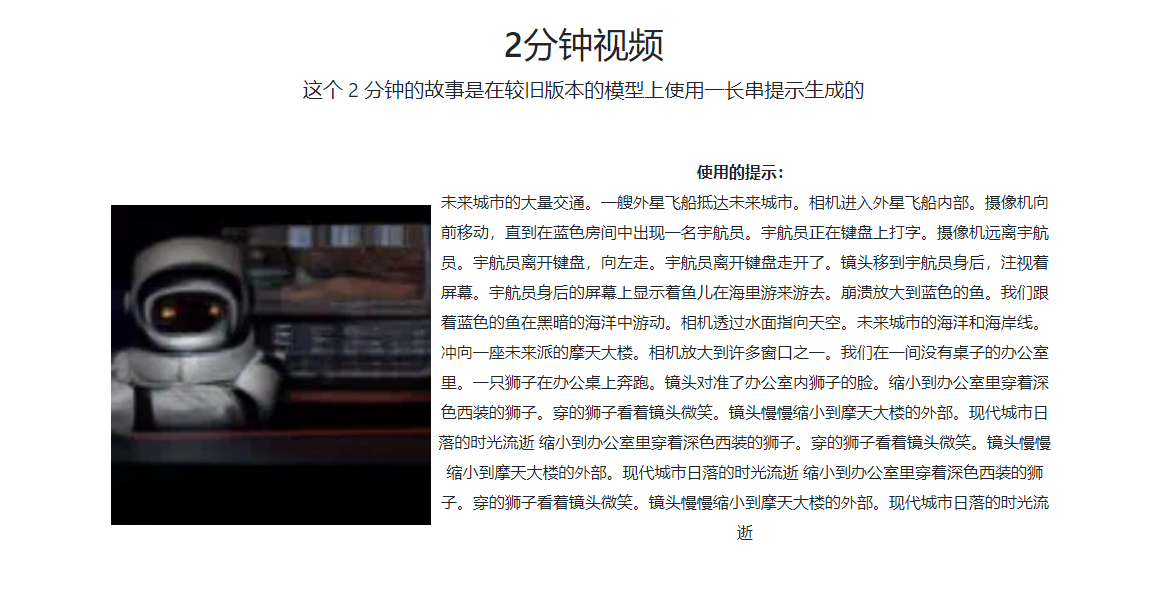 2分钟视频
这个 2 分钟的故事是在较旧版本的模型上使用一长串提示生成的
使用的提示：
未来城市的大量交通。一艘外星飞船抵达未来城市。相机进入外星飞船内部。摄像机向
前移动，直到在蓝色房间中出现一名宇航员。宇航员正在键盘上打字。摄像机远离宇航
员。宇航员离开键盘，向左走。宇航员离开键盘走开了。镜头移到宇航员身后，注视着
屏幕。宇航员身后的屏幕上显示着鱼儿在海里游来游去。崩溃放大到蓝色的鱼。我们跟
着蓝色的鱼在黑暗的海洋中游动。相机透过水面指向天空。未来城市的海洋和海岸线。
冲向一座未来派的摩天大楼。相机放大到许多窗口之一。我们在一间没有桌子的办公室
里。一只狮子在办公桌上奔跑。镜头对准了办公室内狮子的脸。缩小到办公室里穿着深
色西装的狮子。穿的狮子看着镜头微笑。镜头慢慢缩小到摩天大楼的外部。现代城市日
落的时光流逝 缩小到办公室里穿着深色西装的狮子。穿的狮子看着镜头微笑。镜头慢慢
缩小到摩天大楼的外部。现代城市日落的时光流逝 缩小到办公室里穿着深色西装的狮
子。穿的狮子看着镜头微笑。镜头慢慢缩小到摩天大楼的外部。现代城市日落的时光流
逝